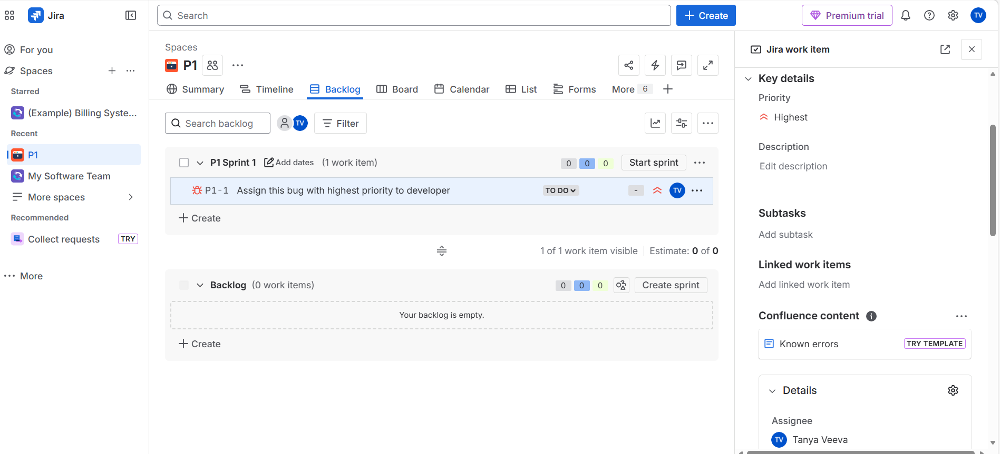 Jira
Search
Create
Premium trial
TV
For you
Spaces
Starred
(Example) Billing Syste...
Recent
P1
My Software Team
More spaces
Recommended
Collect requests TRY
More
Spaces
P1
Summary Timeline Backlog Board Calendar List Forms More 6
Search backlog TV Filter
P1 Sprint 1 Add dates (1 work item) 0 0 0 Start sprint
P1-1 Assign this bug with highest priority to developer TO DO - TV
Create
1 of 1 work item visible Estimate: 0 of 0
Backlog (0 work items) 0 0 0 Create sprint
Your backlog is empty.
Create
Jira work item
Key details
Priority
Highest
Description
Edit description
Subtasks
Add subtask
Linked work items
Add linked work item
Confluence content
Known errors TRY TEMPLATE
Details
Assignee
TV Tanya Veeva